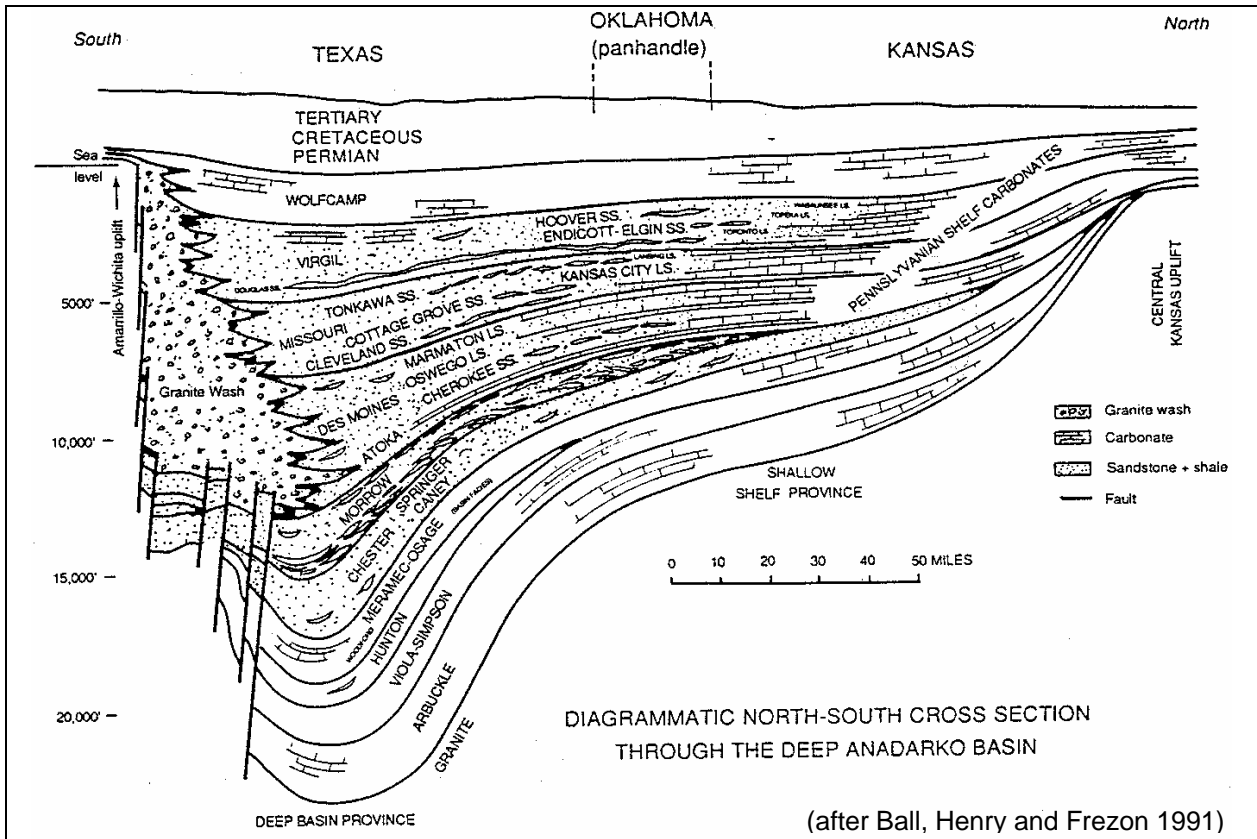 South
OKLAHOMA
(panhandle)
North
TEXAS
KANSAS
TERTIARY
CRETACEOUS
PERMIAN
Sea
level
WOLFCAMP
PENNSLYVANIAN SHELF CARBONATES
HOOVER SS.
WABAUNSEE LS.
ENDICOTT-ELGIN SS.
TOPEKA LS.
TORONTO LS.
VIRGIL
DOUGLAS SS.
LANSING LS.
KANSAS CITY LS.
TONKAWA SS.
MISSOURI
COTTAGE GROVE SS.
CLEVELAND SS.
MARMATON LS.
OSWEGO LS.
DES MOINES
CHEROKEE SS.
ATOKA
Amarrillo-Wichita uplift
5000'
Granite Wash
10,000'
MORROW
SPRINGER
CHESTER
CANEY
MERAMEC-OSAGE
(BASIN FACIES)
WOODFORD
HUNTON
VIOLA-SIMPSON
ARBUCKLE
GRANITE
15,000'
20,000'
CENTRAL
KANSAS UPLIFT
Granite wash
Carbonate
Sandstone + shale
Fault
SHALLOW
SHELF PROVINCE
0 10 20 30 40 50 MILES
DIAGRAMMATIC NORTH-SOUTH CROSS SECTION
THROUGH THE DEEP ANADARKO BASIN
DEEP BASIN PROVINCE
(after Ball, Henry and Frezon 1991)